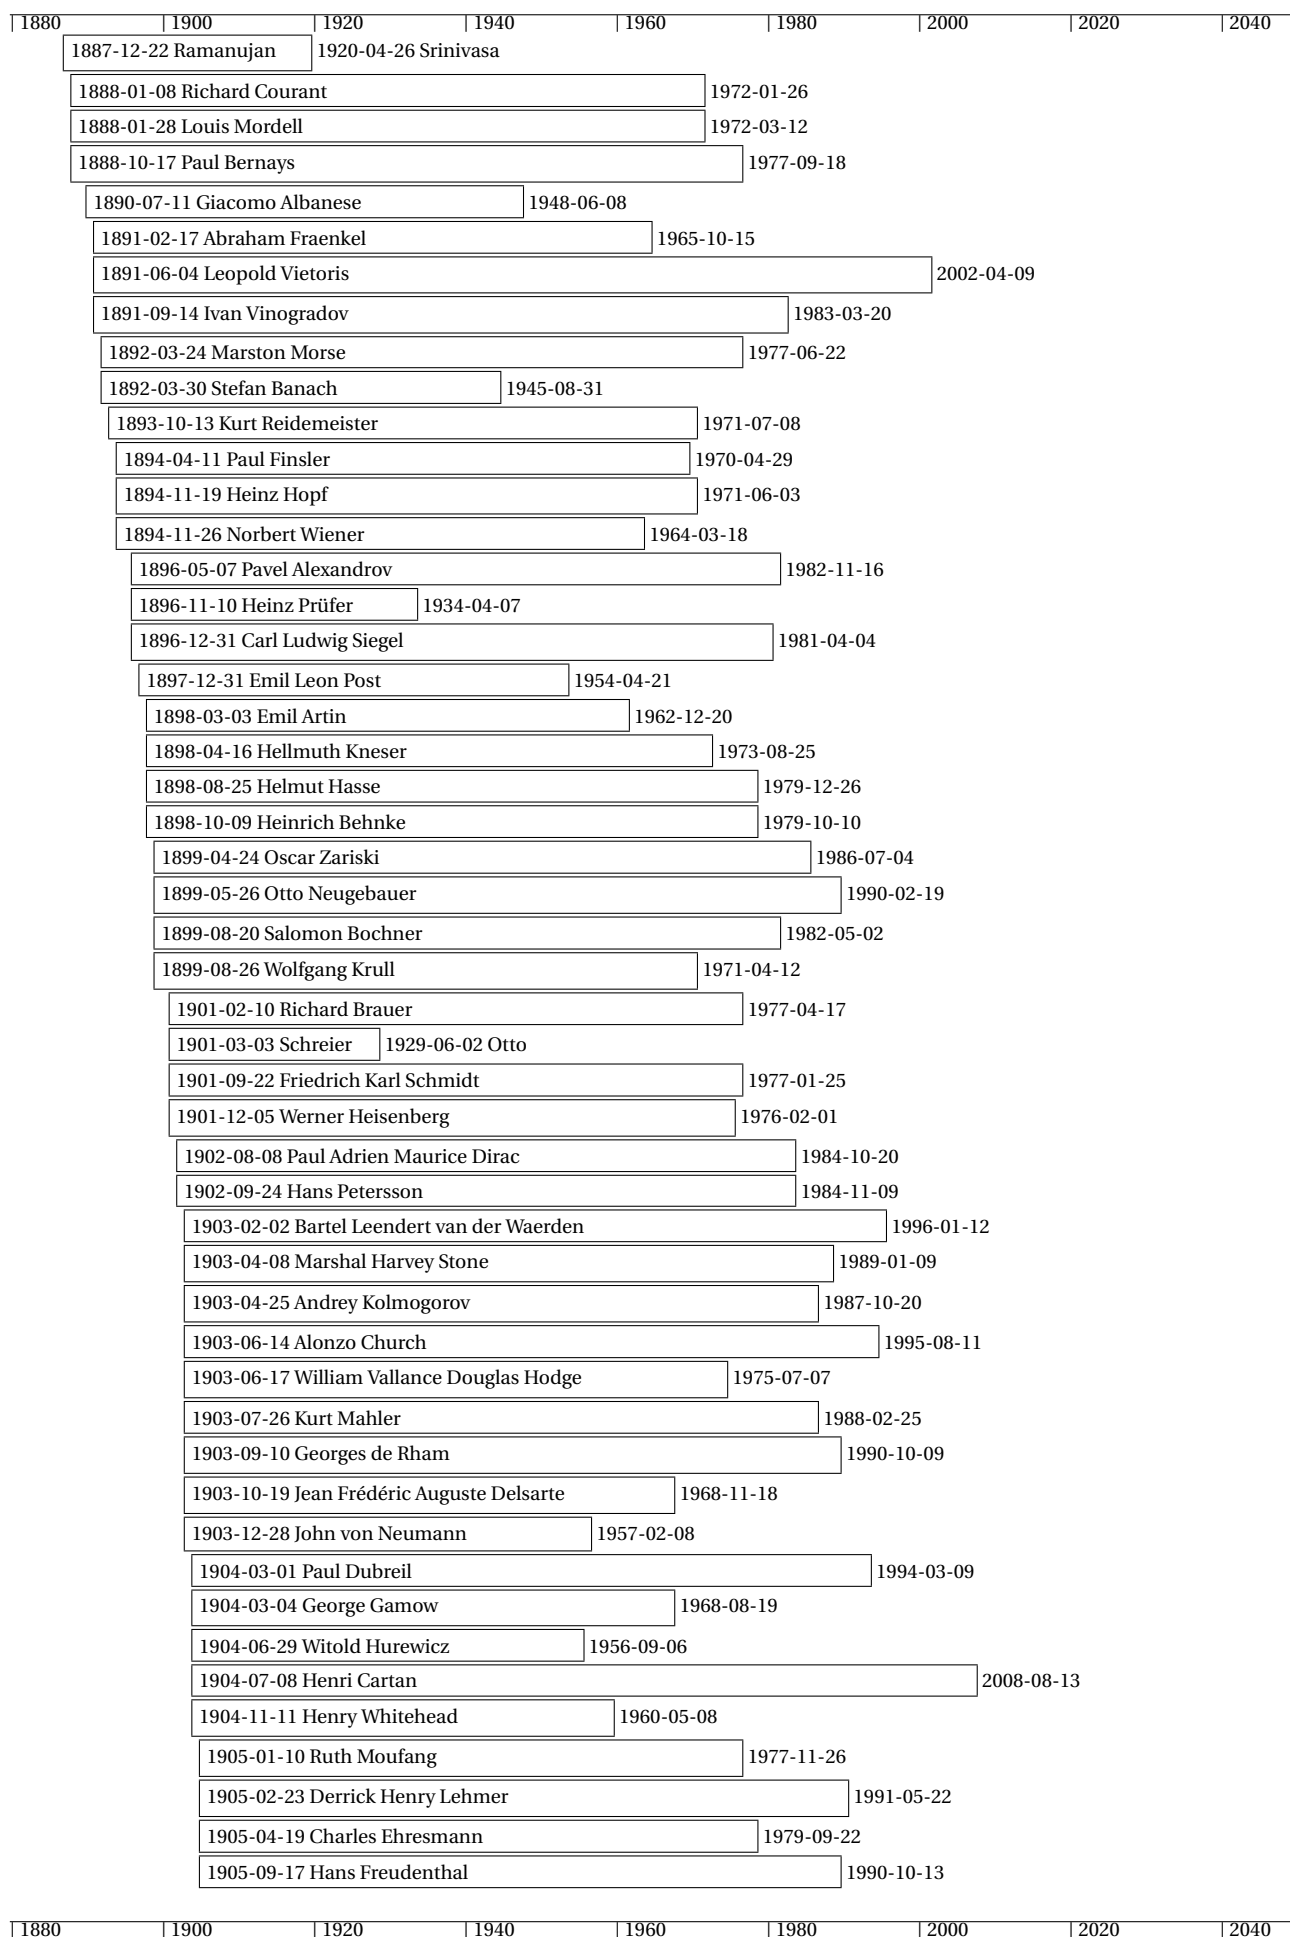 1880 1900 1920 1940 1960 1980 2000 2020 2040
1887-12-22 Ramanujan 1920-04-26 Srinivasa
1888-01-08 Richard Courant 1972-01-26
1888-01-28 Louis Mordell 1972-03-12
1888-10-17 Paul Bernays 1977-09-18
1890-07-11 Giacomo Albanese 1948-06-08
1891-02-17 Abraham Fraenkel 1965-10-15
1891-06-04 Leopold Vietoris 2002-04-09
1891-09-14 Ivan Vinogradov 1983-03-20
1892-03-24 Marston Morse 1977-06-22
1892-03-30 Stefan Banach 1945-08-31
1893-10-13 Kurt Reidemeister 1971-07-08
1894-04-11 Paul Finsler 1970-04-29
1894-11-19 Heinz Hopf 1971-06-03
1894-11-26 Norbert Wiener 1964-03-18
1896-05-07 Pavel Alexandrov 1982-11-16
1896-11-10 Heinz Prüfer 1934-04-07
1896-12-31 Carl Ludwig Siegel 1981-04-04
1897-12-31 Emil Leon Post 1954-04-21
1898-03-03 Emil Artin 1962-12-20
1898-04-16 Hellmuth Kneser 1973-08-25
1898-08-25 Helmut Hasse 1979-12-26
1898-10-09 Heinrich Behnke 1979-10-10
1899-04-24 Oscar Zariski 1986-07-04
1899-05-26 Otto Neugebauer 1990-02-19
1899-08-20 Salomon Bochner 1982-05-02
1899-08-26 Wolfgang Krull 1971-04-12
1901-02-10 Richard Brauer 1977-04-17
1901-03-03 Schreier 1929-06-02 Otto
1901-09-22 Friedrich Karl Schmidt 1977-01-25
1901-12-05 Werner Heisenberg 1976-02-01
1902-08-08 Paul Adrien Maurice Dirac 1984-10-20
1902-09-24 Hans Petersson 1984-11-09
1903-02-02 Bartel Leendert van der Waerden 1996-01-12
1903-04-08 Marshal Harvey Stone 1989-01-09
1903-04-25 Andrey Kolmogorov 1987-10-20
1903-06-14 Alonzo Church 1995-08-11
1903-06-17 William Vallance Douglas Hodge 1975-07-07
1903-07-26 Kurt Mahler 1988-02-25
1903-09-10 Georges de Rham 1990-10-09
1903-10-19 Jean Frédéric Auguste Delsarte 1968-11-18
1903-12-28 John von Neumann 1957-02-08
1904-03-01 Paul Dubreil 1994-03-09
1904-03-04 George Gamow 1968-08-19
1904-06-29 Witold Hurewicz 1956-09-06
1904-07-08 Henri Cartan 2008-08-13
1904-11-11 Henry Whitehead 1960-05-08
1905-01-10 Ruth Moufang 1977-11-26
1905-02-23 Derrick Henry Lehmer 1991-05-22
1905-04-19 Charles Ehresmann 1979-09-22
1905-09-17 Hans Freudenthal 1990-10-13
1880 1900 1920 1940 1960 1980 2000 2020 2040